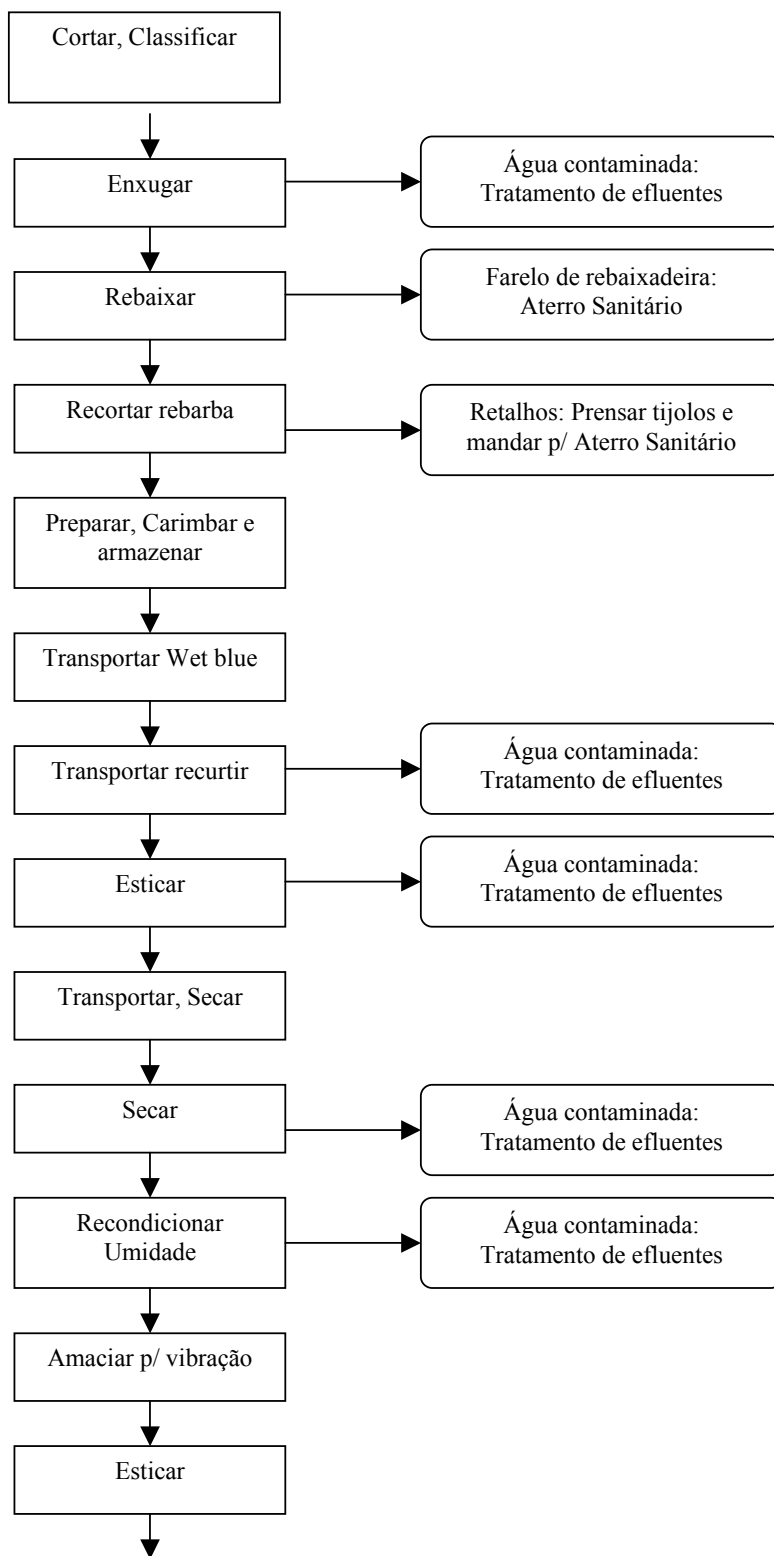 Cortar, Classificar
Enxugar
Água contaminada:
Tratamento de efluentes
Rebaixar
Farelo de rebaixadeira:
Aterro Sanitário
Recortar rebarba
Retalhos: Prensar tijolos e
mandar p/ Aterro Sanitário
Preparar, Carimbar e
armazenar
Transportar Wet blue
Transportar recurtir
Água contaminada:
Tratamento de efluentes
Esticar
Água contaminada:
Tratamento de efluentes
Transportar, Secar
Secar
Água contaminada:
Tratamento de efluentes
Recondicionar
Umidade
Água contaminada:
Tratamento de efluentes
Amaciar p/ vibração
Esticar